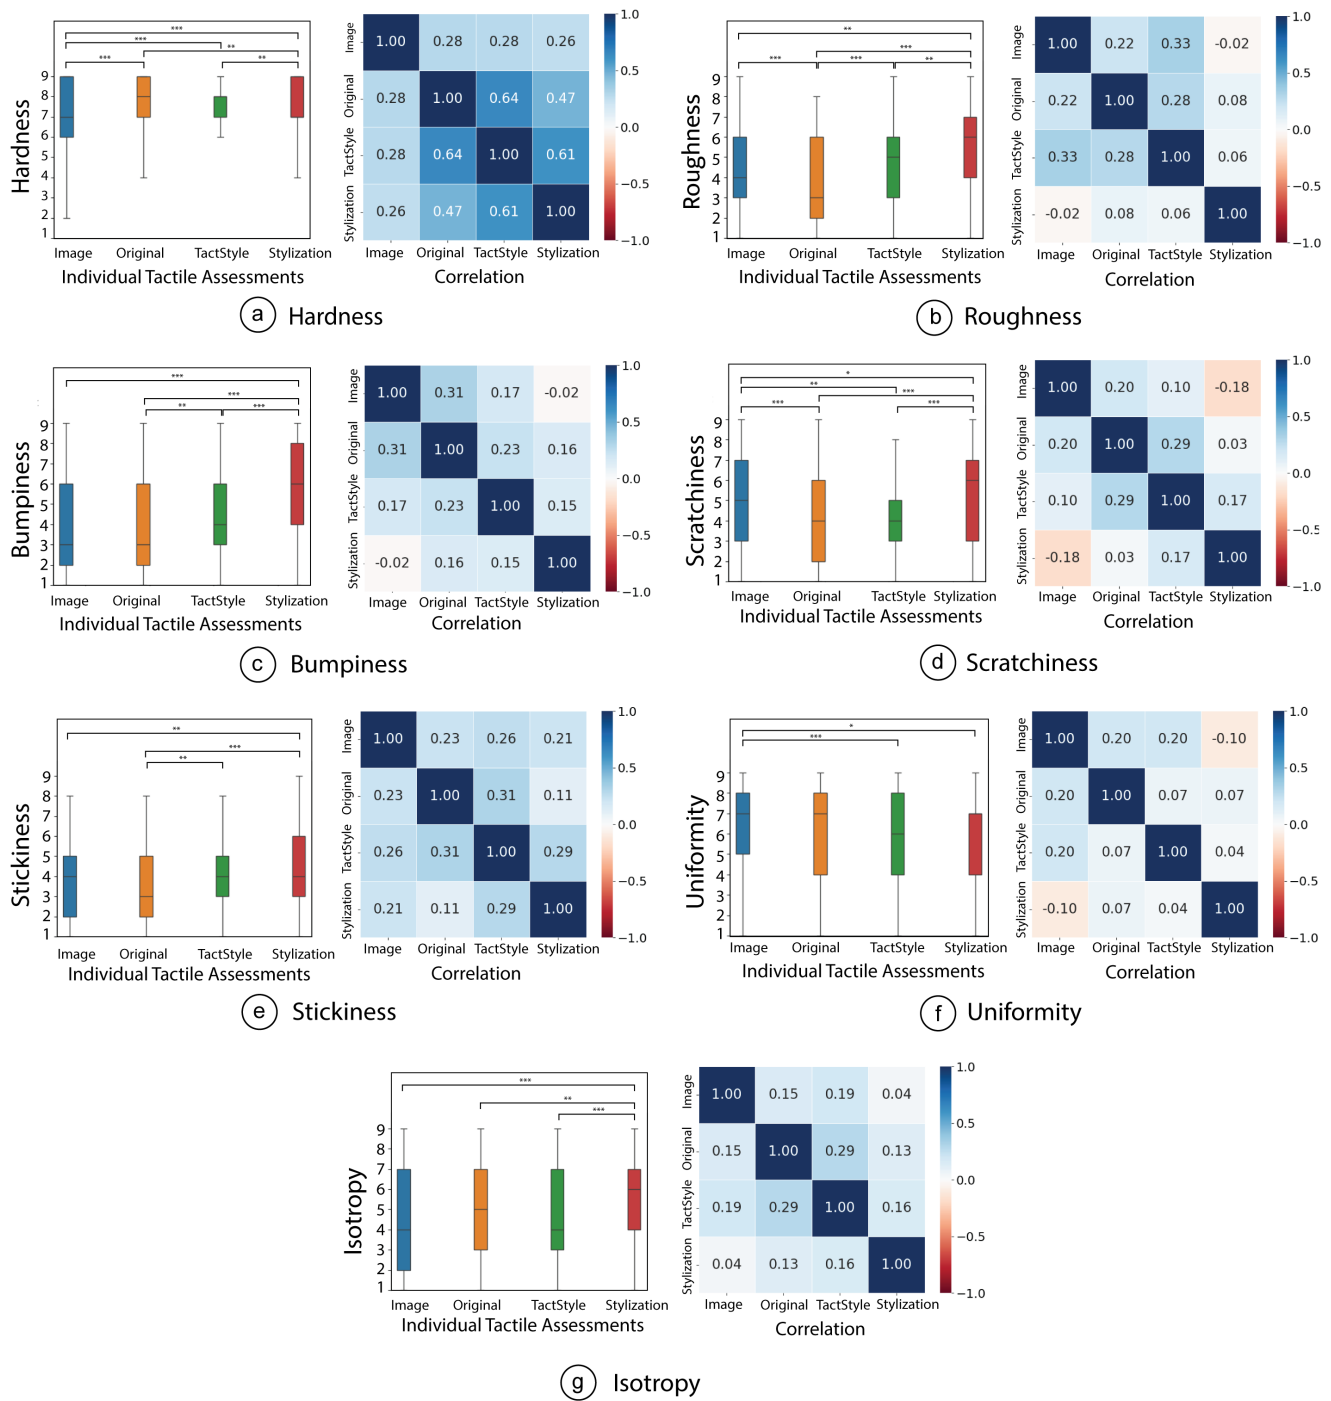 ***
***
**
***
**
Hardness
9
8
7
6
5
4
3
2
1
Image Original TactStyle Stylization
Individual Tactile Assessments
Image 1.00 0.28 0.28 0.26
Original 0.28 1.00 0.64 0.47
TactStyle 0.28 0.64 1.00 0.61
Stylization 0.26 0.47 0.61 1.00
Image Original TactStyle Stylization
Correlation
1.0
0.5
0.0
−0.5
−1.0
a Hardness
**
***
***
***
**
Roughness
9
8
7
6
5
4
3
2
1
Image Original TactStyle Stylization
Individual Tactile Assessments
Image 1.00 0.22 0.33 -0.02
Original 0.22 1.00 0.28 0.08
TactStyle 0.33 0.28 1.00 0.06
Stylization -0.02 0.08 0.06 1.00
Image Original TactStyle Stylization
Correlation
1.0
0.5
0.0
−0.5
−1.0
b Roughness
***
***
**
***
Bumpiness
9
8
7
6
5
4
3
2
1
Image Original TactStyle Stylization
Individual Tactile Assessments
Image 1.00 0.31 0.17 -0.02
Original 0.31 1.00 0.23 0.16
TactStyle 0.17 0.23 1.00 0.15
Stylization -0.02 0.16 0.15 1.00
Image Original TactStyle Stylization
Correlation
1.0
0.5
0.0
−0.5
−1.0
c Bumpiness
*
**
***
***
***
Scratchiness
9
8
7
6
5
4
3
2
1
Image Original TactStyle Stylization
Individual Tactile Assessments
Image 1.00 0.20 0.10 -0.18
Original 0.20 1.00 0.29 0.03
TactStyle 0.10 0.29 1.00 0.17
Stylization -0.18 0.03 0.17 1.00
Image Original TactStyle Stylization
Correlation
1.0
0.5
0.0
−0.5
−1.0
d Scratchiness
**
***
**
Stickiness
9
8
7
6
5
4
3
2
1
Image Original TactStyle Stylization
Individual Tactile Assessments
Image 1.00 0.23 0.26 0.21
Original 0.23 1.00 0.31 0.11
TactStyle 0.26 0.31 1.00 0.29
Stylization 0.21 0.11 0.29 1.00
Image Original TactStyle Stylization
Correlation
1.0
0.5
0.0
−0.5
−1.0
e Stickiness
*
***
Uniformity
9
8
7
6
5
4
3
2
1
Image Original TactStyle Stylization
Individual Tactile Assessments
Image 1.00 0.20 0.20 -0.10
Original 0.20 1.00 0.07 0.07
TactStyle 0.20 0.07 1.00 0.04
Stylization -0.10 0.07 0.04 1.00
Image Original TactStyle Stylization
Correlation
1.0
0.5
0.0
−0.5
−1.0
f Uniformity
***
**
***
Isotropy
9
8
7
6
5
4
3
2
1
Image Original TactStyle Stylization
Individual Tactile Assessments
Image 1.00 0.15 0.19 0.04
Original 0.15 1.00 0.29 0.13
TactStyle 0.19 0.29 1.00 0.16
Stylization 0.04 0.13 0.16 1.00
Image Original TactStyle Stylization
Correlation
1.0
0.5
0.0
−0.5
−1.0
g Isotropy